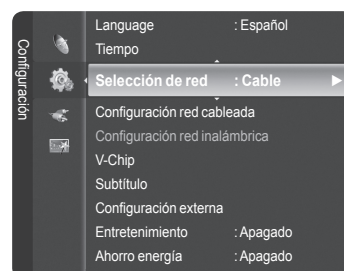 Configuración
Language : Español
Tiempo
Selección de red : Cable
Configuración red cableada
Configuración red inalámbrica
V-Chip
Subtítulo
Configuración externa
Entretenimiento : Apagado
Ahorro energía : Apagado